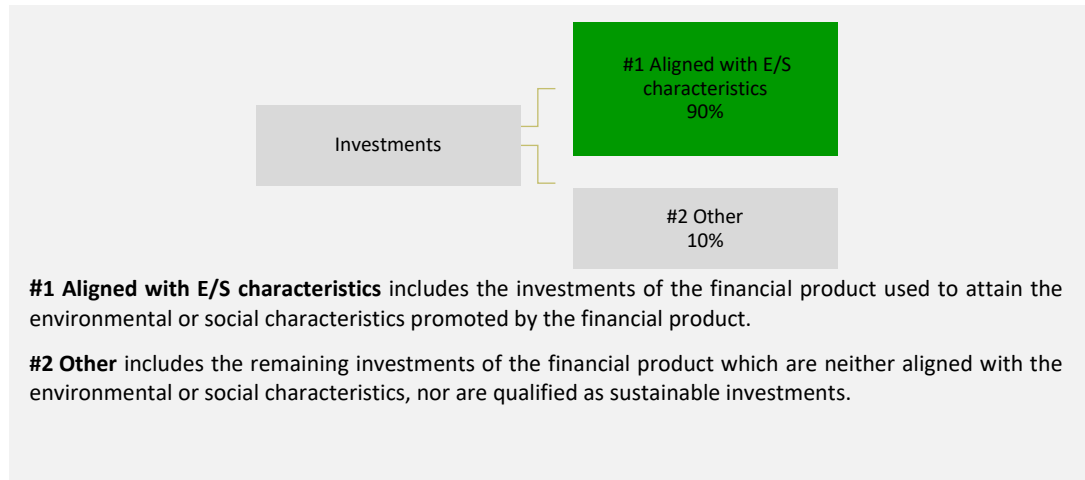 #1 Aligned with E/S
characteristics
90%
Investments
#2 Other
10%
#1 Aligned with E/S characteristics includes the investments of the financial product used to attain the
environmental or social characteristics promoted by the financial product.
#2 Other includes the remaining investments of the financial product which are neither aligned with the
environmental or social characteristics, nor are qualified as sustainable investments.